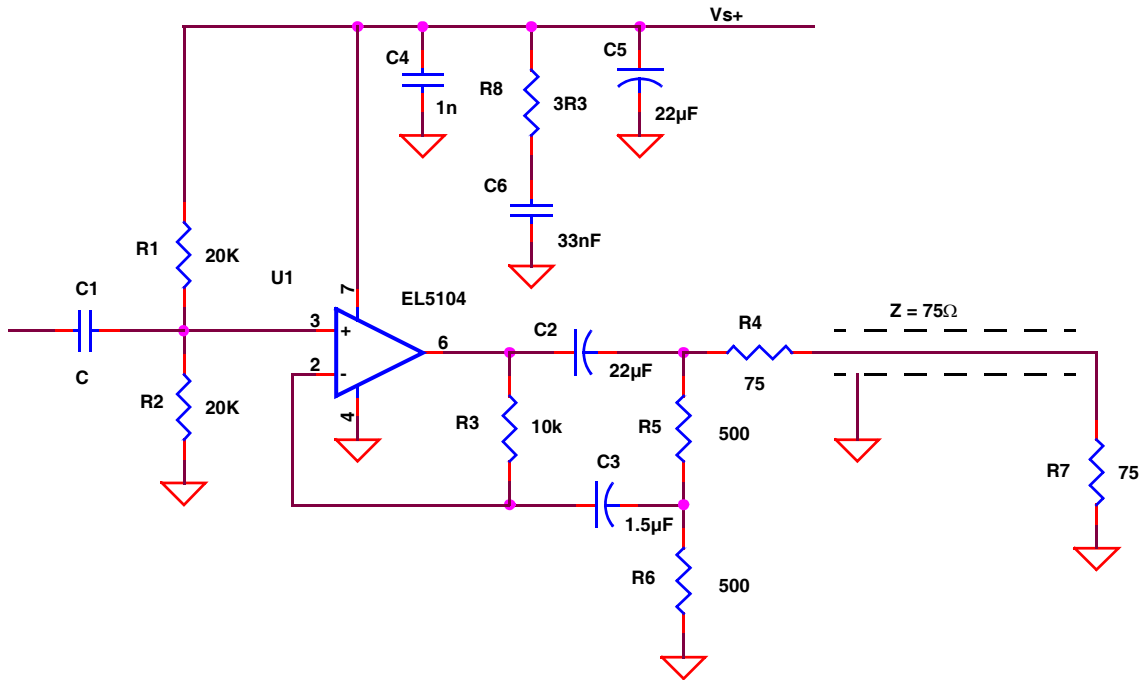 Vs+
C4
1n
R8
3R3
C5
22µF
C6
33nF
R1
20K
U1
7
EL5104
C1
C
3
+
2
-
6
4
R2
20K
C2
22µF
R3
10k
C3
1.5µF
R4
75
Z = 75Ω
R5
500
R6
500
R7
75